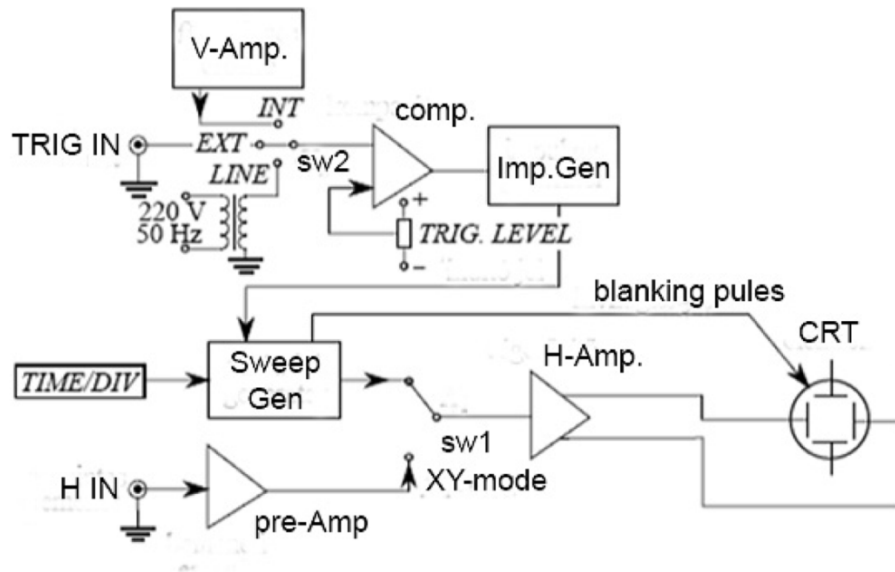 V-Amp.
INT
comp.
TRIG IN
EXT
sw2
Imp.Gen
LINE
220 V
50 Hz
+
TRIG. LEVEL
−
blanking pules
CRT
H-Amp.
Sweep
Gen
TIME/DIV
sw1
H IN
XY-mode
pre-Amp